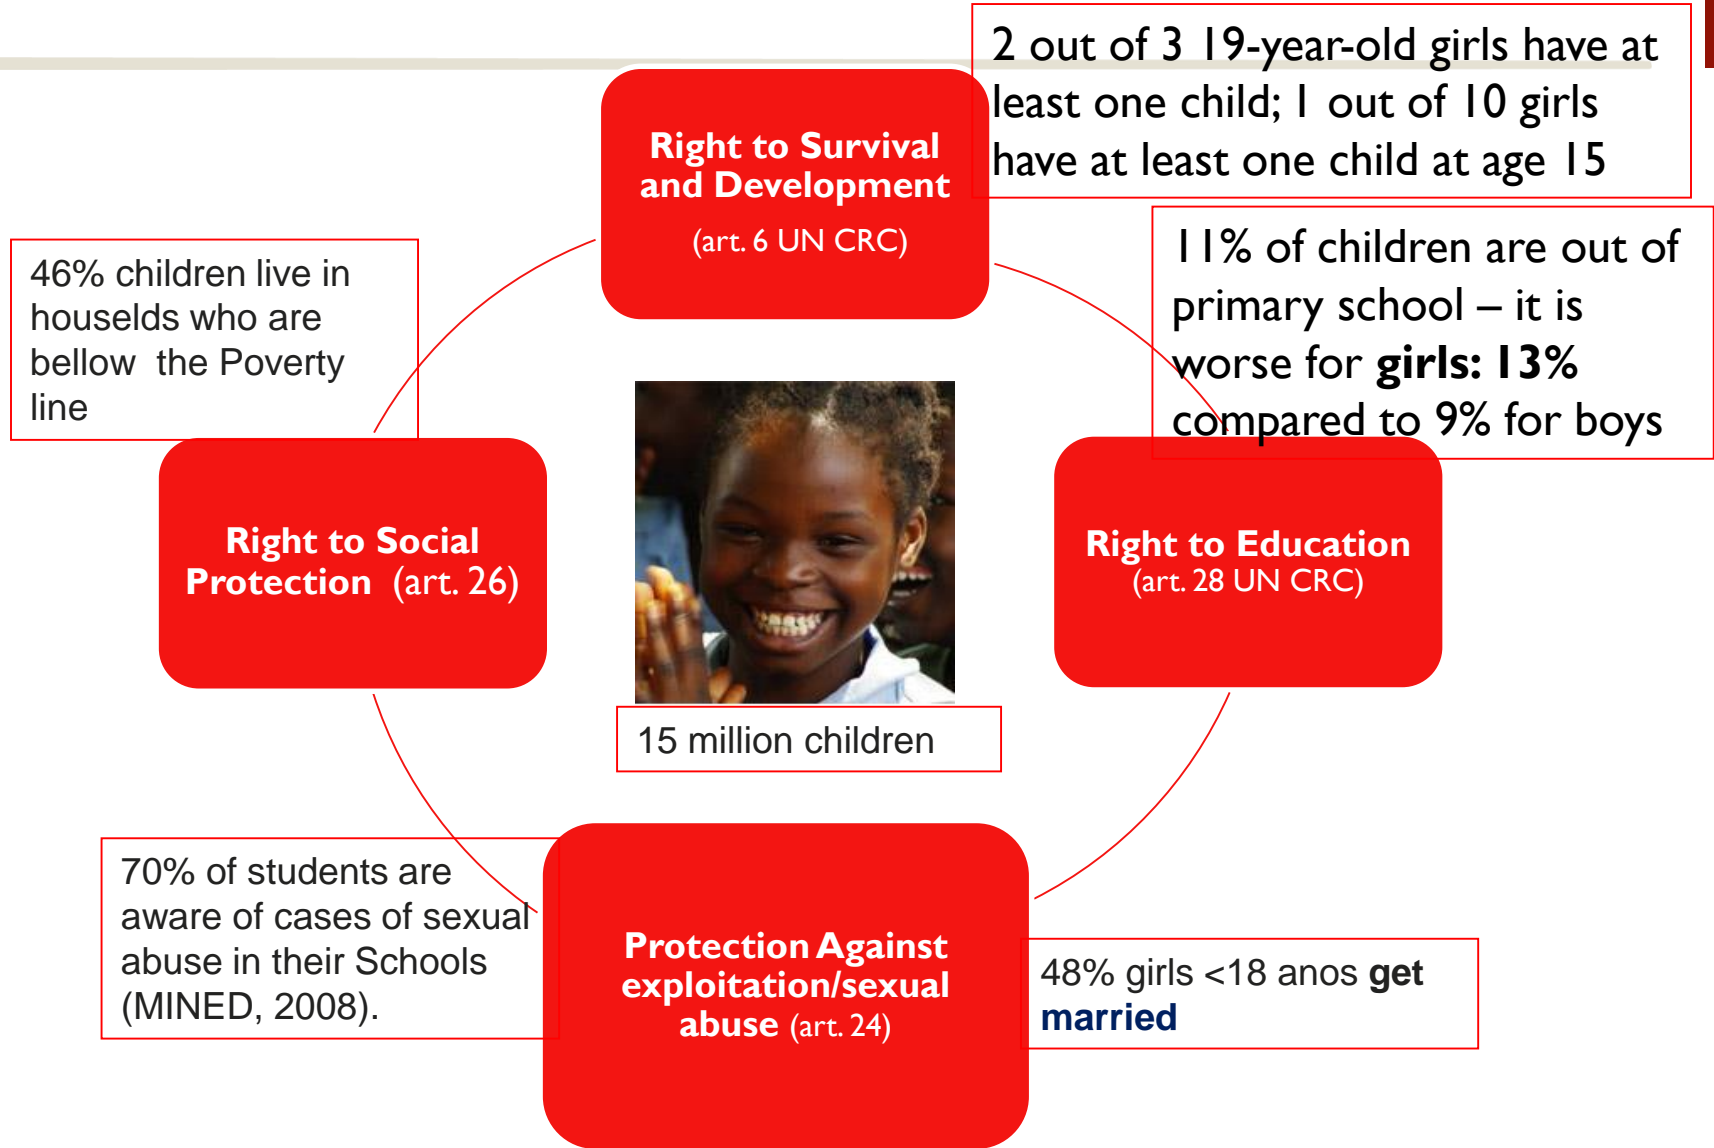 2 out of 3 19-year-old girls have at
least one child; 1 out of 10 girls
have at least one child at age 15
Right to Survival
and Development
(art. 6 UN CRC)
11% of children are out of
primary school – it is
worse for girls: 13%
compared to 9% for boys
46% children live in
houselds who are
bellow  the Poverty
line
Right to Social
Protection  (art. 26)
Right to Education
(art. 28 UN CRC)
15 million children
70% of students are
aware of cases of sexual
abuse in their Schools
(MINED, 2008).
Protection Against
exploitation/sexual
abuse (art. 24)
48% girls <18 anos get
married